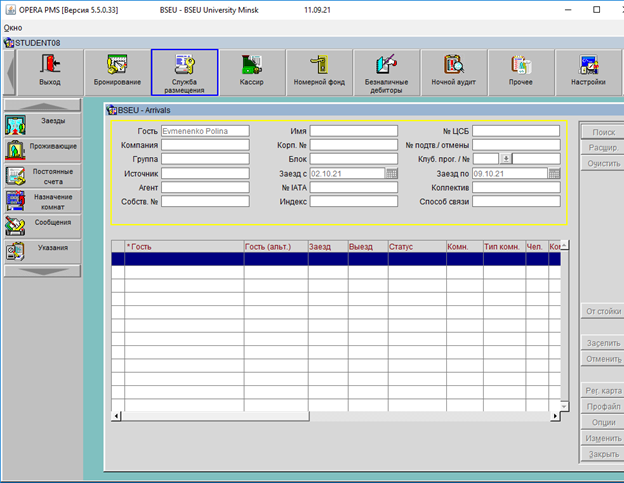 OPERA PMS [Версия 5.5.0.33] BSEU - BSEU University Minsk 11.09.21
Окно
STUDENT08
Выход Бронирование Служба размещения Кассир Номерной фонд Безналичные дебиторы Ночной аудит Прочее Настройки
Заезды
Проживающие
Постоянные счета
Назначение комнат
Сообщения
Указания
BSEU - Arrivals
Гость Evmenenko Polina Имя № ЦСБ
Компания Корп. № № подтв./ отмены
Группа Блок Клуб. прог. / №
Источник Заезд с 02.10.21 Заезд по 09.10.21
Агент № IATA Коллектив
Собств. № Индекс Способ связи
* Гость Гость (альт.) Заезд Выезд Статус Комн. Тип комн. Чел.
Поиск
Расшир.
Очистить
От стойки
Заселить
Отменить
Рег. карта
Профайл
Опции
Изменить
Закрыть